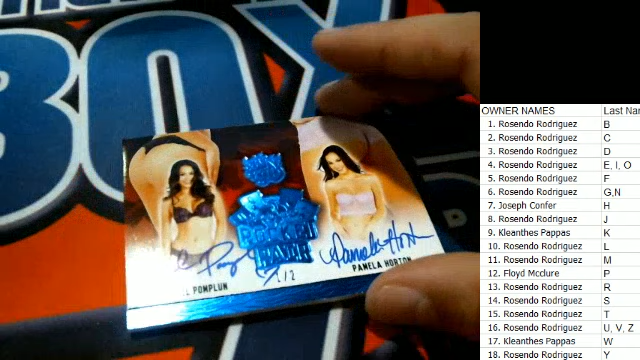 BOX
PAMELA HORTON
L POMPLUN
2/2
OWNER NAMES Last Nar
1. Rosendo Rodriguez B
2. Rosendo Rodriguez C
3. Rosendo Rodriguez D
4. Rosendo Rodriguez E, I, O
5. Rosendo Rodriguez F
6. Rosendo Rodriguez G,N
7. Joseph Confer H
8. Rosendo Rodriguez J
9. Kleanthes Pappas K
10. Rosendo Rodriguez L
11. Rosendo Rodriguez M
12. Floyd Mcclure P
13. Rosendo Rodriguez R
14. Rosendo Rodriguez S
15. Rosendo Rodriguez T
16. Rosendo Rodriguez U, V, Z
17. Kleanthes Pappas W
18. Rosendo Rodriguez Y